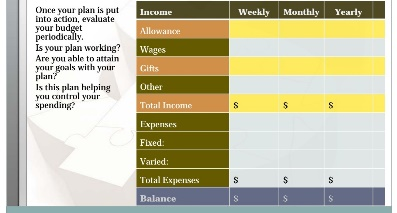 Once your plan is put
into action, evaluate
your budget
periodically.
Is your plan working?
Are you able to attain
your goals with your
plan?
Is this plan helping
you control your
spending?
Income Weekly Monthly Yearly
Allowance
Wages
Gifts
Other
Total Income $ $ $
Expenses
Fixed:
Varied:
Total Expenses $ $ $
Balance $ $ $